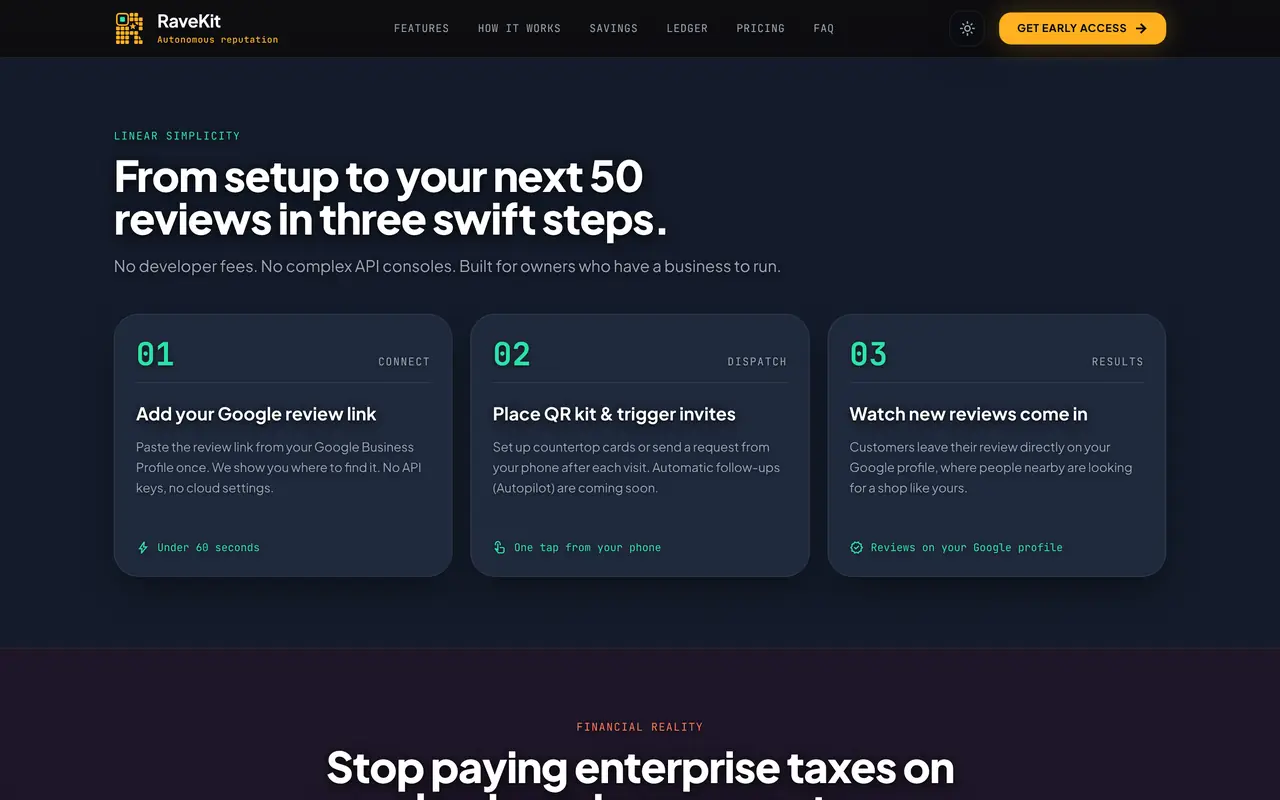 RaveKit
Autonomous reputation
FEATURES
HOW IT WORKS
SAVINGS
LEDGER
PRICING
FAQ
GET EARLY ACCESS
LINEAR SIMPLICITY
From setup to your next 50
reviews in three swift steps.
No developer fees. No complex API consoles. Built for owners who have a business to run.
01
CONNECT
Add your Google review link
Paste the review link from your Google Business
Profile once. We show you where to find it. No API
keys, no cloud settings.
Under 60 seconds
02
DISPATCH
Place QR kit & trigger invites
Set up countertop cards or send a request from
your phone after each visit. Automatic follow-ups
(Autopilot) are coming soon.
One tap from your phone
03
RESULTS
Watch new reviews come in
Customers leave their review directly on your
Google profile, where people nearby are looking
for a shop like yours.
Reviews on your Google profile
FINANCIAL REALITY
Stop paying enterprise taxes on